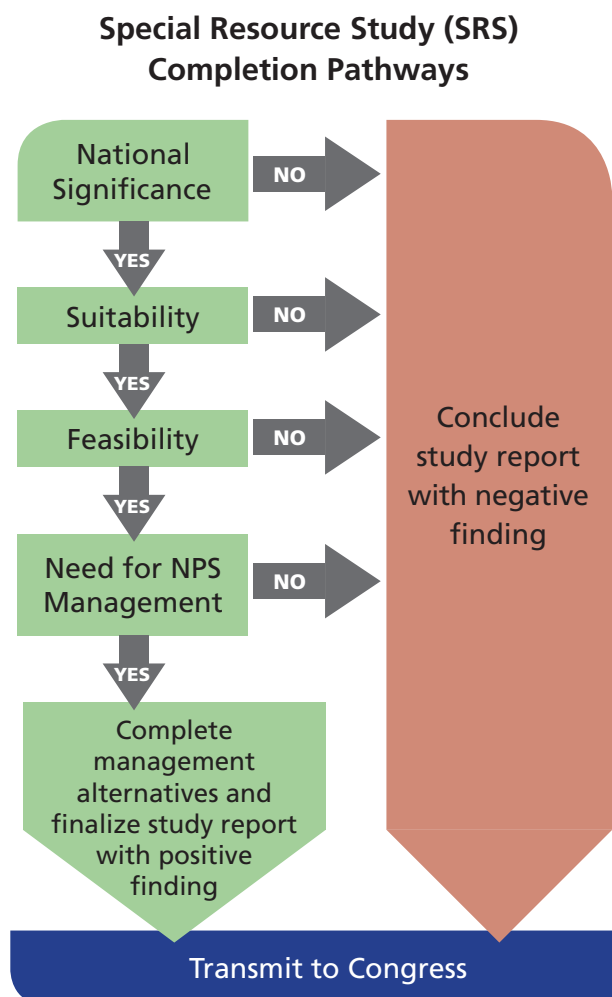 Special Resource Study (SRS)
Completion Pathways
National
Significance
NO
YES
Suitability
NO
YES
Feasibility
NO
YES
Need for NPS
Management
NO
YES
Complete
management
alternatives and
finalize study report
with positive
finding
Conclude
study report
with negative
finding
Transmit to Congress